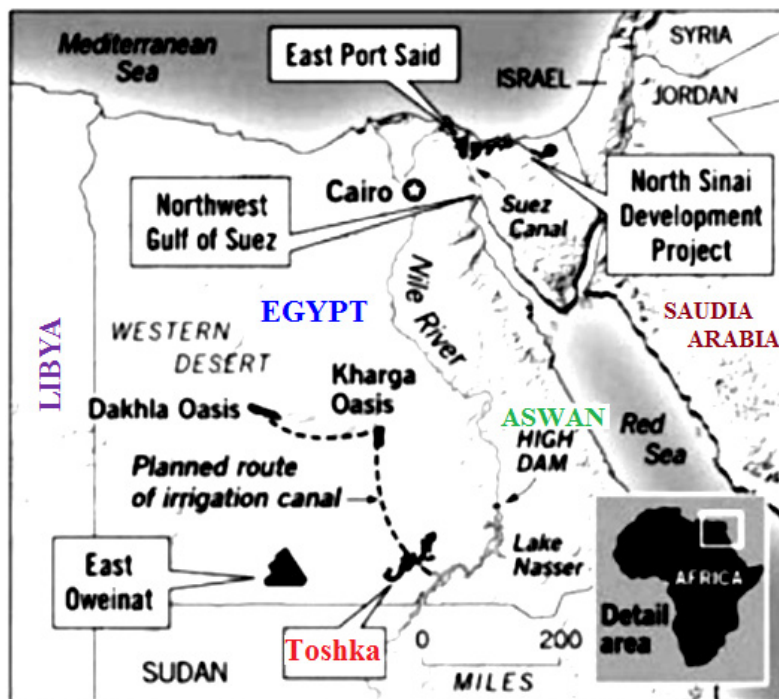 Mediterranean
Sea
East Port Said
SYRIA
ISRAEL
JORDAN
Cairo
Northwest
Gulf of Suez
Suez
Canal
North Sinai
Development
Project
Nile River
LIBYA
EGYPT
SAUDIA
ARABIA
WESTERN
DESERT
Kharga
Oasis
Dakhla Oasis
ASWAN
HIGH
DAM
Red
Sea
Planned route
of irrigation canal
East
Oweinat
Lake
Nasser
AFRICA
Detail
area
Toshka
0 200
MILES
SUDAN